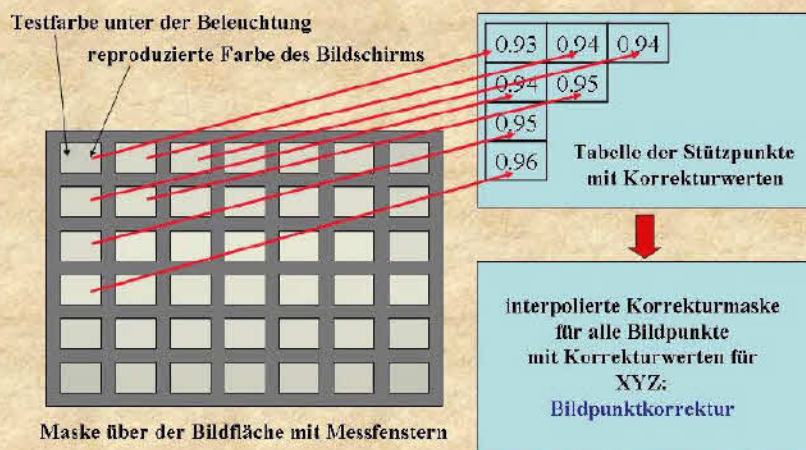 Testfarbe unter der Beleuchtung
reproduzierte Farbe des Bildschirms
0.93 0.94 0.94
0.94 0.95
0.95
0.96
Tabelle der Stützpunkte
mit Korrekturwerten
interpolierte Korrekturmaske
für alle Bildpunkte
mit Korrekturwerten für
XYZ:
Bildpunktkorrektur
Maske über der Bildfläche mit Messfenstern